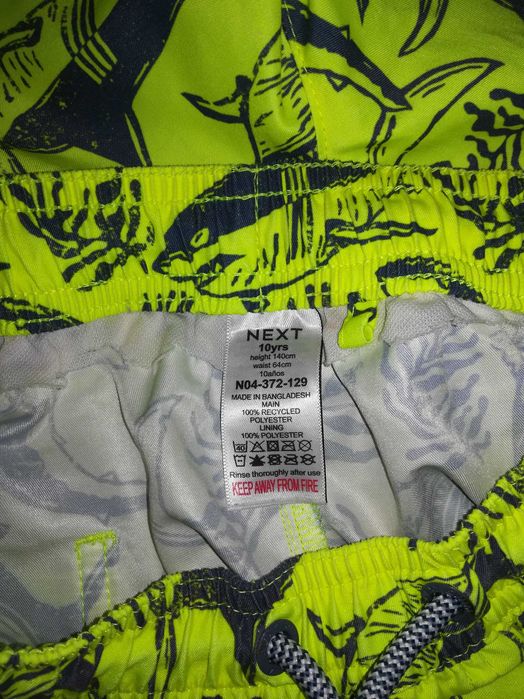 NEXT
10yrs
height 140cm
waist 64cm
10años
N04-372-129
MADE IN BANGLADESH
MAIN
100% RECYCLED
POLYESTER
LINING
100% POLYESTER
40
Rinse thoroughly after use
KEEP AWAY FROM FIRE